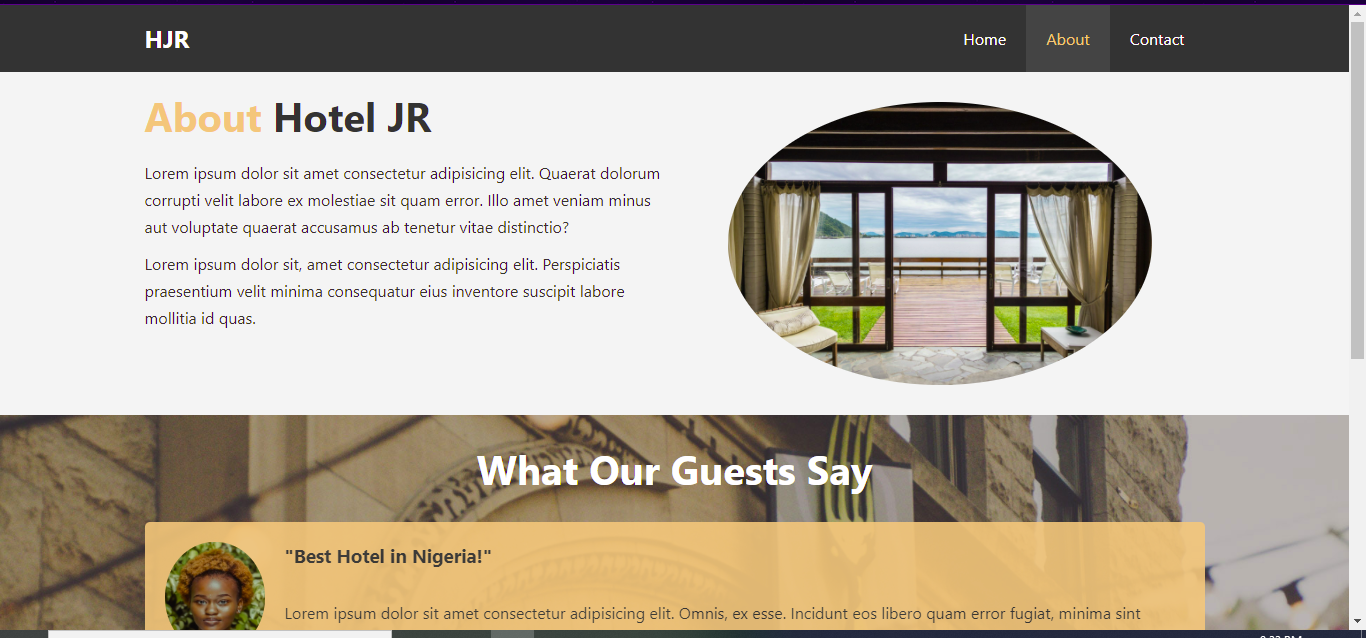 HJR
Home About Contact
About Hotel JR
Lorem ipsum dolor sit amet consectetur adipisicing elit. Quaerat dolorum
corrupti velit labore ex molestiae sit quam error. Illo amet veniam minus
aut voluptate quaerat accusamus ab tenetur vitae distinctio?
Lorem ipsum dolor sit, amet consectetur adipisicing elit. Perspiciatis
praesentium velit minima consequatur eius inventore suscipit labore
mollitia id quas.
What Our Guests Say
"Best Hotel in Nigeria!"
Lorem ipsum dolor sit amet consectetur adipisicing elit. Omnis, ex esse. Incidunt eos libero quam error fugiat, minima sint